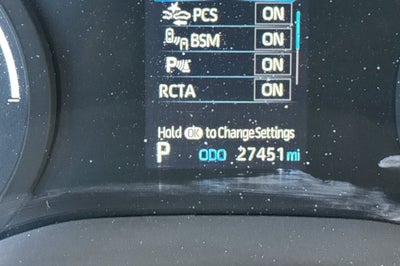 PCS ON
BSM ON
P ON
RCTA ON
Hold OK to Change Settings
P ODO 27451 mi